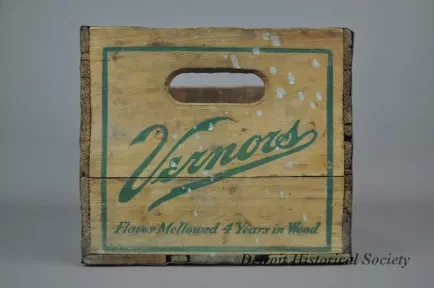 Vernors
Flavor Mellowed 4 Years in Wood
Detroit Historical Society